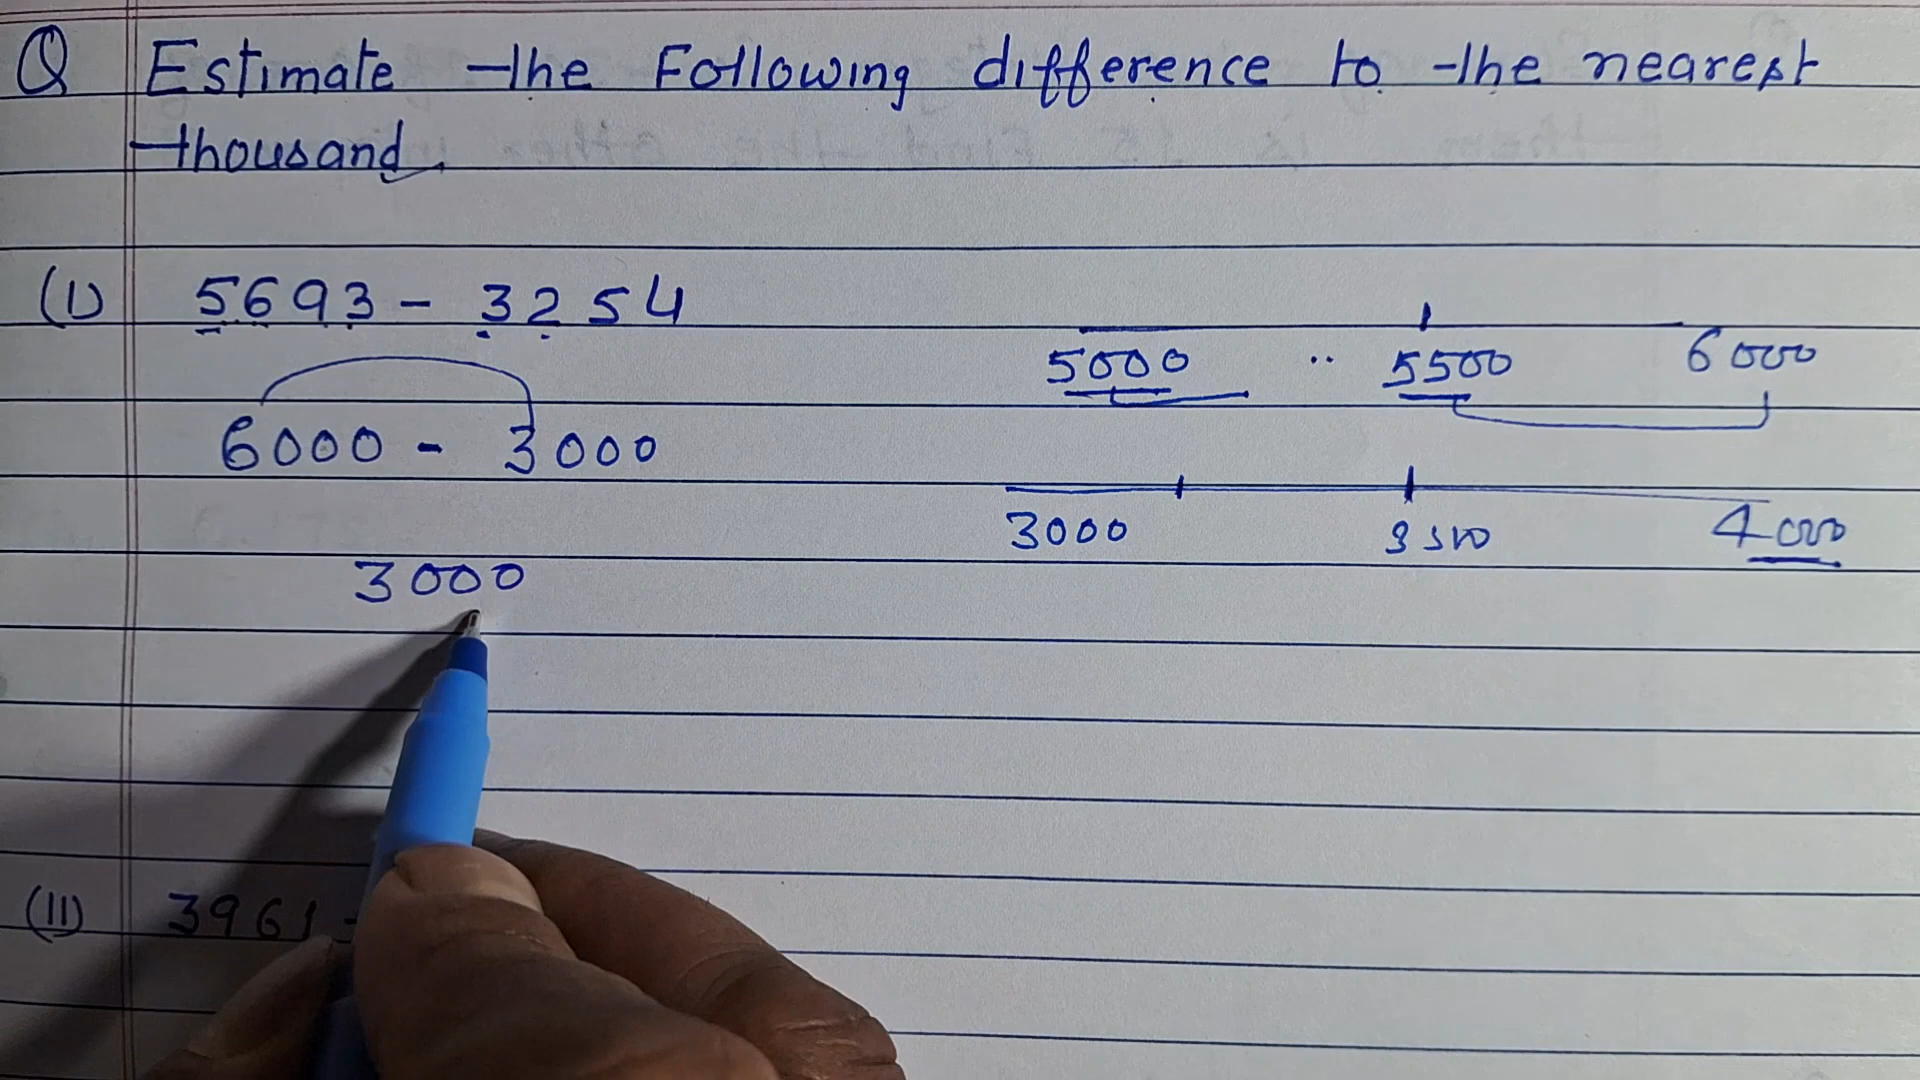 Q Estimate the Following difference to the nearest
thousand.
(I) 5693 - 3254
5000 .. 5500 6000
6000 - 3000
3000 3500 4000
3000
(II) 3961 -